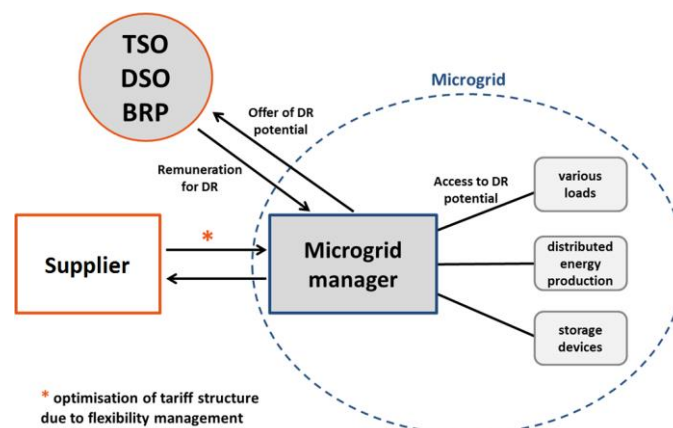 TSO
DSO
BRP
Microgrid
Offer of DR
potential
Remuneration
for DR
Access to DR
potential
various
loads
Supplier
*
Microgrid
manager
distributed
energy
production
storage
devices
* optimisation of tariff structure
due to flexibility management